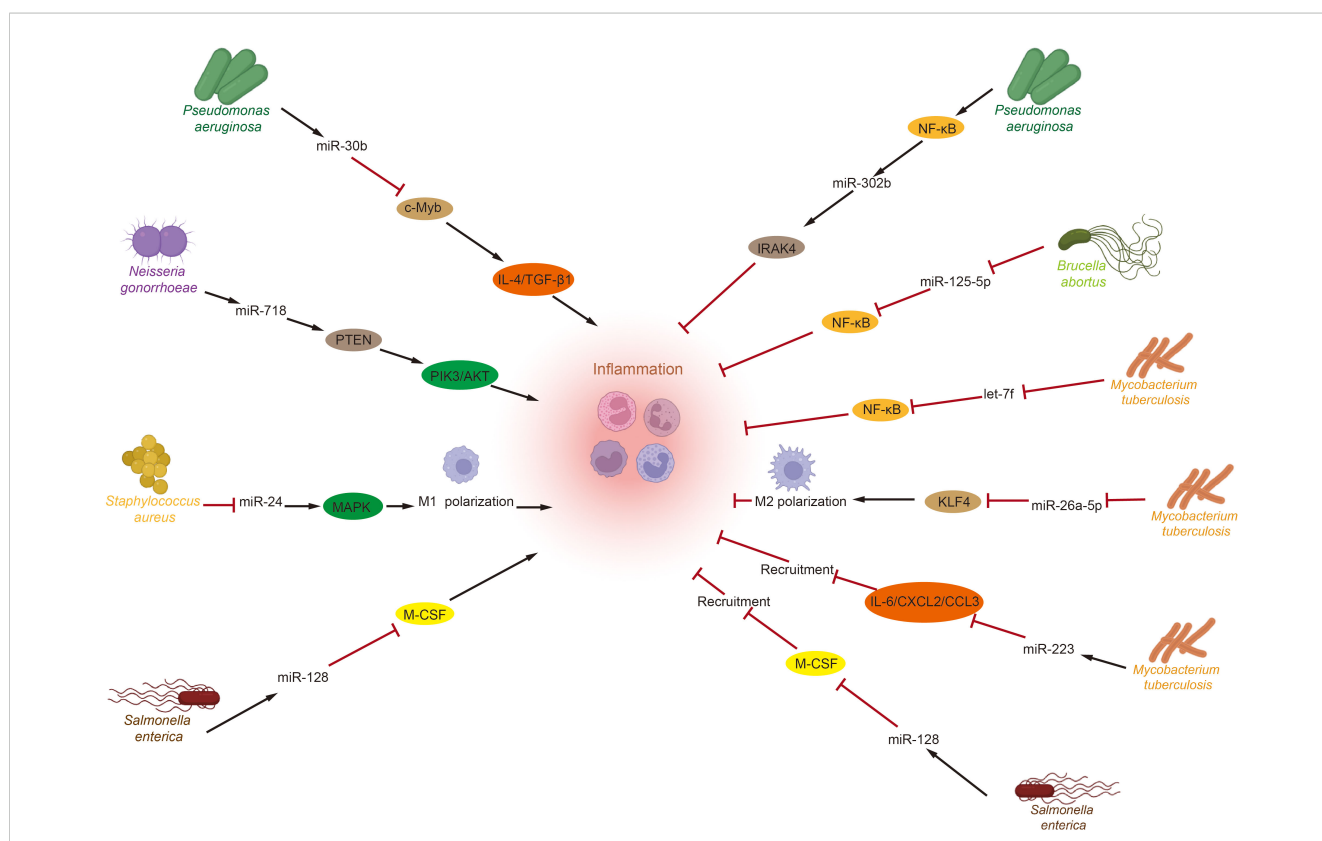 Pseudomonas
aeruginosa
miR-30b
c-Myb
IL-4/TGF-β1
Neisseria
gonorrhoeae
miR-718
PTEN
PIK3/AKT
Staphylococcus
aureus
miR-24
MAPK
M1 polarization
Salmonella
enterica
miR-128
M-CSF
Inflammation
Pseudomonas
aeruginosa
NF-κB
miR-302b
IRAK4
Brucella
abortus
miR-125-5p
NF-κB
Mycobacterium
tuberculosis
let-7f
NF-κB
Mycobacterium
tuberculosis
miR-26a-5p
KLF4
M2 polarization
Mycobacterium
tuberculosis
miR-223
IL-6/CXCL2/CCL3
Recruitment
Salmonella
enterica
miR-128
M-CSF
Recruitment